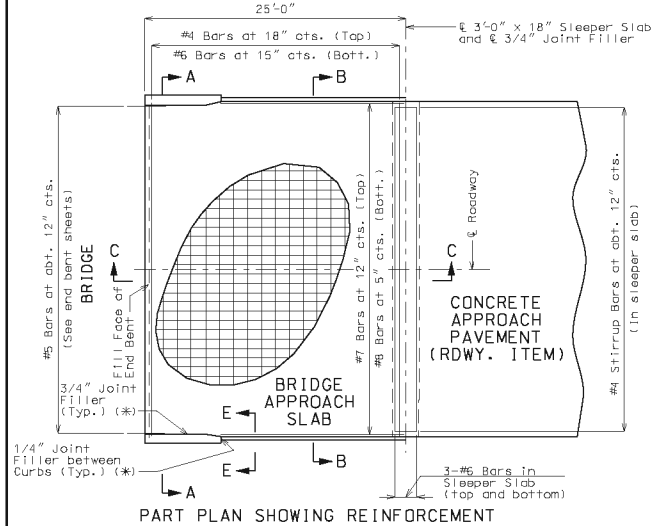 25'-0"
#4 Bars at 18" cts. (Top)
#6 Bars at 15" cts. (Bott.)
℄ 3'-0" x 18" Sleeper Slab
and ℄ 3/4" Joint Filler
A
B
#5 Bars at abt. 12" cts.
(See end bent sheets)
BRIDGE
C
Fill Face of
End Bent
#7 Bars at 12" cts. (Top)
#8 Bars at 5" cts. (Bott.)
℄ Roadway
C
#4 Stirrup Bars at abt. 12" cts.
(In sleeper slab)
CONCRETE
APPROACH
PAVEMENT
(RDWY. ITEM)
3/4" Joint
Filler
(Typ.) (*)
BRIDGE
APPROACH
SLAB
E
E
1/4" Joint
Filler between
Curbs (Typ.) (*)
A
B
3-#6 Bars in
Sleeper Slab
(top and bottom)
PART PLAN SHOWING REINFORCEMENT